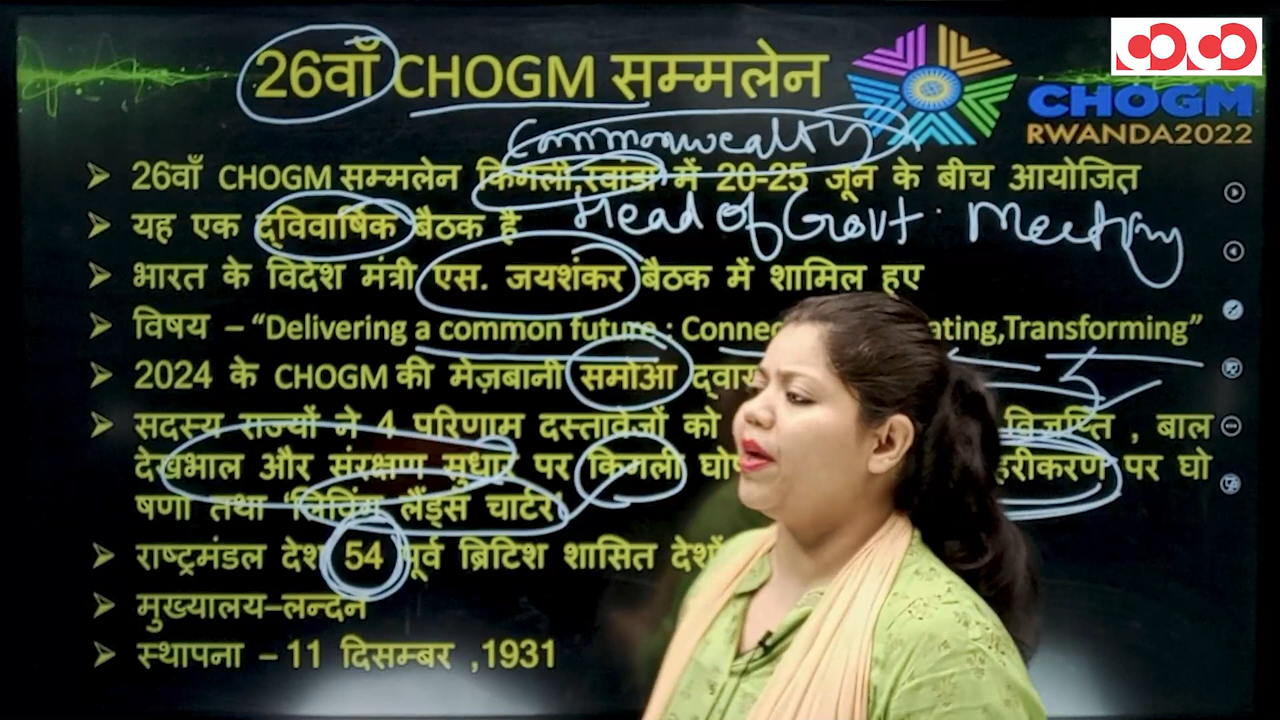 26वाँ CHOGM सम्मलेन
CHOGM
RWANDA2022
Commonwealth
26वाँ CHOGM सम्मलेन किगली,रवांडा में 20-25 जून के बीच आयोजित
Head of Govt. Meeting
यह एक द्विवार्षिक बैठक है
भारत के विदेश मंत्री एस. जयशंकर बैठक में शामिल हुए
विषय – “Delivering a common future : Connec ating,Transforming”
2024 के CHOGM की मेज़बानी समोआ
सदस्य राज्यों ने 4 परिणाम दस्तावेजों को विज्ञप्ति , बाल
देखभाल और संरक्षण सुधार पर किगली हरीकरण पर घो
षणा तथा ‘लिविंग लैंड्स चार्टर’
राष्ट्रमंडल देश 54 पूर्व ब्रिटिश शासित देशों
मुख्यालय–लन्दन
स्थापना – 11 दिसम्बर ,1931